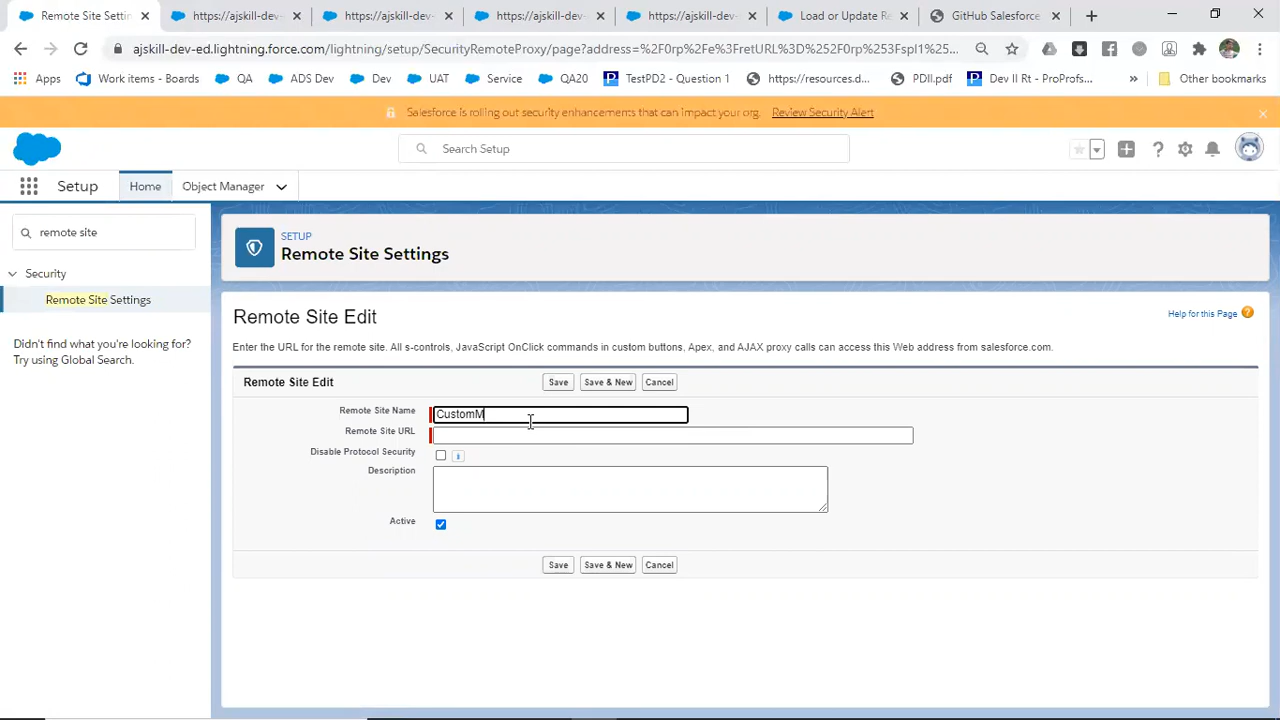 Remote Site Settin
https://ajskill-dev-
https://ajskill-dev-
https://ajskill-dev-
https://ajskill-dev-
Load or Update Re
GitHub Salesforce
ajskill-dev-ed.lightning.force.com/lightning/setup/SecurityRemoteProxy/page?address=%2F0rp%2Fe%3FretURL%3D%252F0rp%253Fspl1%25...
Apps
Work items - Boards
QA
ADS Dev
Dev
UAT
Service
QA20
TestPD2 - Question 1
https://resources.d...
PDII.pdf
Dev II Rt - ProProfs...
»
Other bookmarks
Salesforce is rolling out security enhancements that can impact your org. Review Security Alert
Search Setup
Setup
Home
Object Manager
remote site
Security
Remote Site Settings
Didn't find what you're looking for?
Try using Global Search.
SETUP
Remote Site Settings
Remote Site Edit
Help for this Page
Enter the URL for the remote site. All s-controls, JavaScript OnClick commands in custom buttons, Apex, and AJAX proxy calls can access this Web address from salesforce.com.
Remote Site Edit
Save
Save & New
Cancel
Remote Site Name
CustomM
Remote Site URL
Disable Protocol Security
Description
Active
Save
Save & New
Cancel